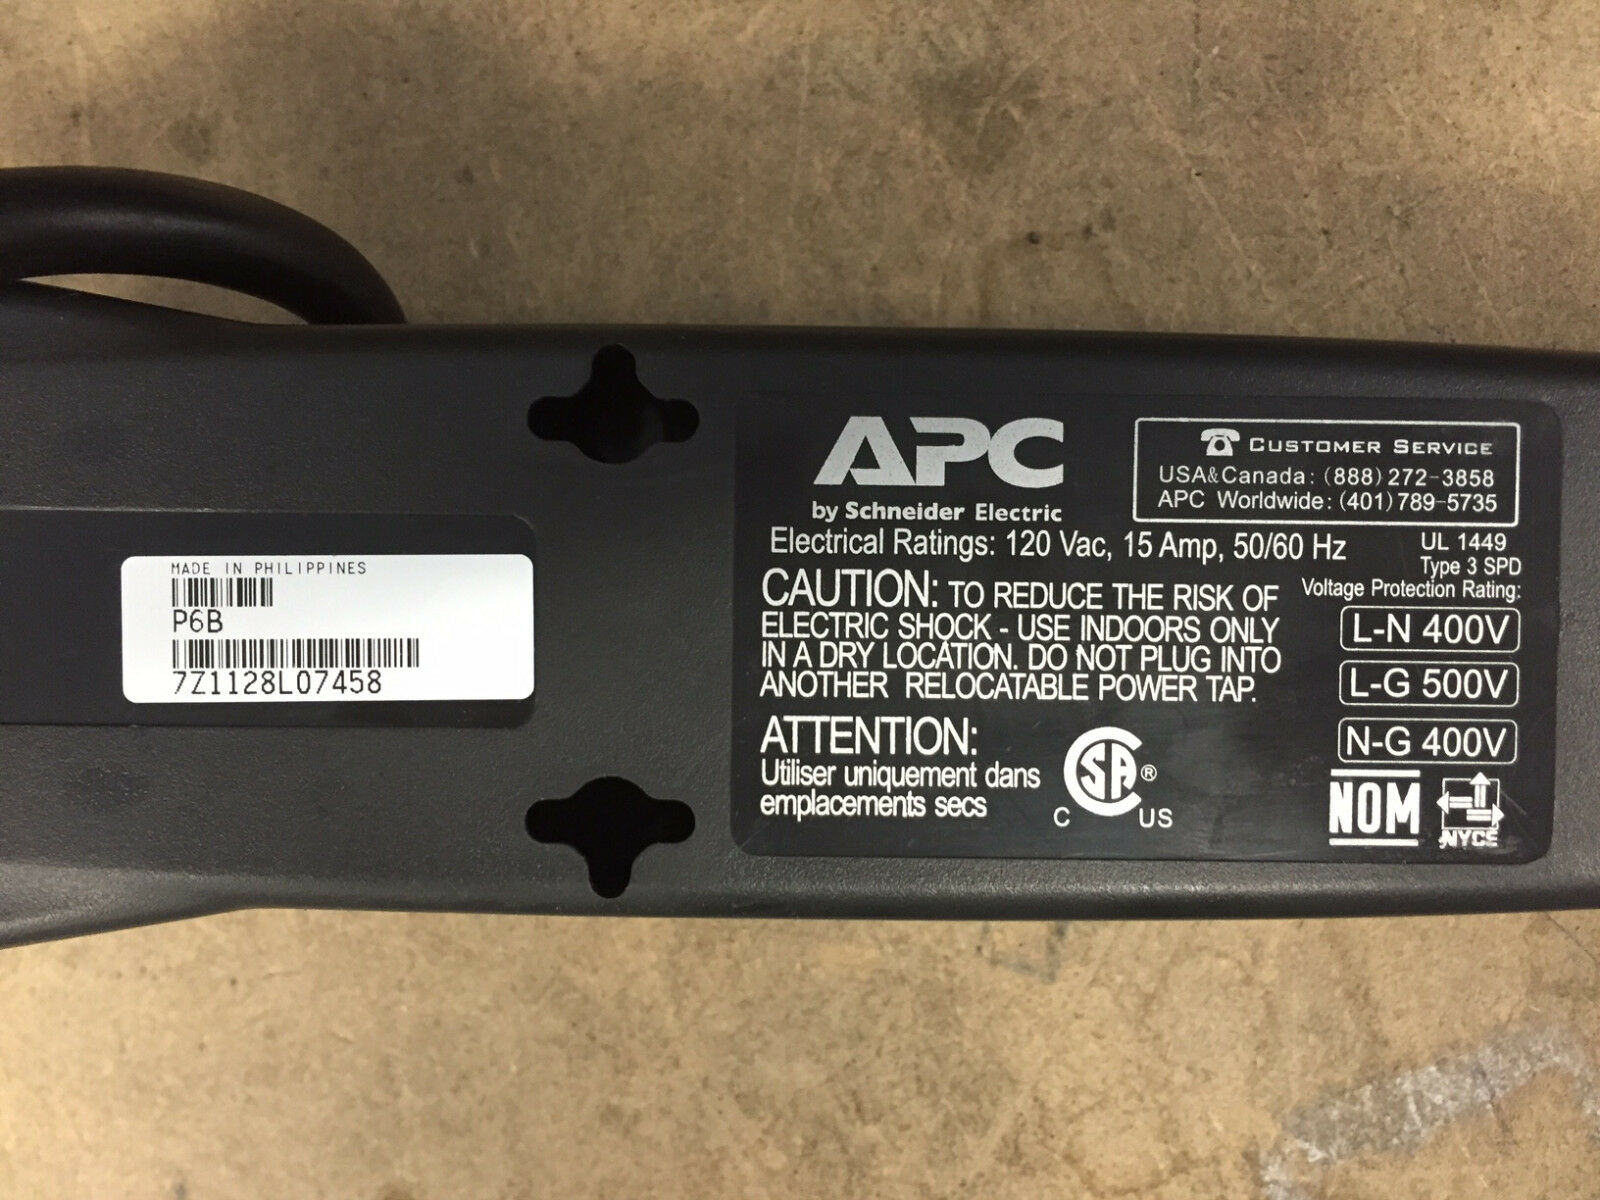 MADE IN PHILIPPINES
P6B
7Z1128L07458
APC
by Schneider Electric
CUSTOMER SERVICE
USA&Canada: (888) 272-3858
APC Worldwide: (401) 789-5735
Electrical Ratings: 120 Vac, 15 Amp, 50/60 Hz
UL 1449
Type 3 SPD
Voltage Protection Rating:
L-N 400V
L-G 500V
N-G 400V
CAUTION: TO REDUCE THE RISK OF
ELECTRIC SHOCK - USE INDOORS ONLY
IN A DRY LOCATION. DO NOT PLUG INTO
ANOTHER RELOCATABLE POWER TAP.
ATTENTION:
Utiliser uniquement dans
emplacements secs
C SA ® US
NOM
NYCE